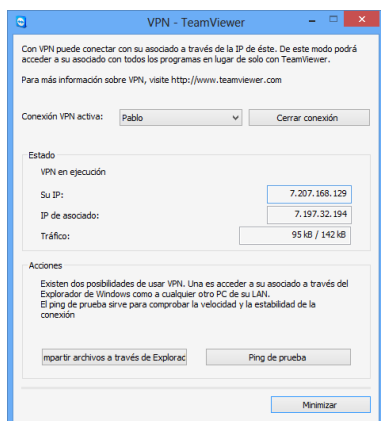 VPN - TeamViewer
Con VPN puede conectar con su asociado a través de la IP de éste. De este modo podrá
acceder a su asociado con todos los programas en lugar de solo con TeamViewer.
Para más información sobre VPN, visite http://www.teamviewer.com
Conexión VPN activa: Pablo Cerrar conexión
Estado
VPN en ejecución
Su IP: 7.207.168.129
IP de asociado: 7.197.32.194
Tráfico: 95 kB / 142 kB
Acciones
Existen dos posibilidades de usar VPN. Una es acceder a su asociado a través del
Explorador de Windows como a cualquier otro PC de su LAN.
El ping de prueba sirve para comprobar la velocidad y la estabilidad de la
conexión
mpartir archivos a través de Explorac Ping de prueba
Minimizar